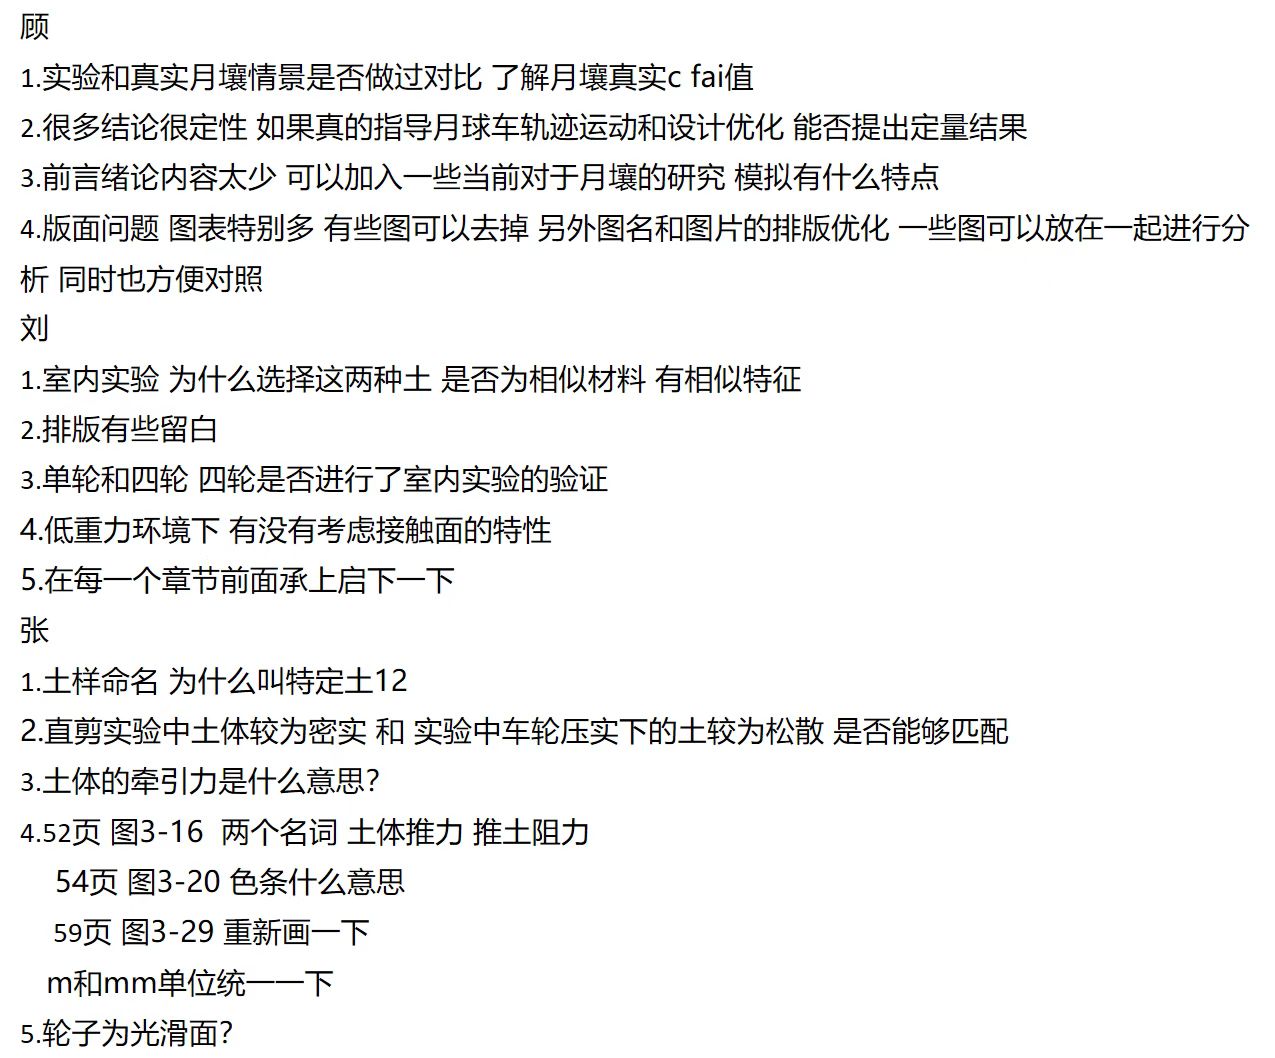 顾
1.实验和真实月壤情景是否做过对比 了解月壤真实c fai值
2.很多结论很定性 如果真的指导月球车轨迹运动和设计优化 能否提出定量结果
3.前言绪论内容太少 可以加入一些当前对于月壤的研究 模拟有什么特点
4.版面问题 图表特别多 有些图可以去掉 另外图名和图片的排版优化 一些图可以放在一起进行分
析 同时也方便对照
刘
1.室内实验 为什么选择这两种土 是否为相似材料 有相似特征
2.排版有些留白
3.单轮和四轮 四轮是否进行了室内实验的验证
4.低重力环境下 有没有考虑接触面的特性
5.在每一个章节前面承上启下一下
张
1.土样命名 为什么叫特定土12
2.直剪实验中土体较为密实 和 实验中车轮压实下的土较为松散 是否能够匹配
3.土体的牵引力是什么意思？
4.52页 图3-16 两个名词 土体推力 推土阻力
54页 图3-20 色条什么意思
59页 图3-29 重新画一下
m和mm单位统一一下
5.轮子为光滑面？